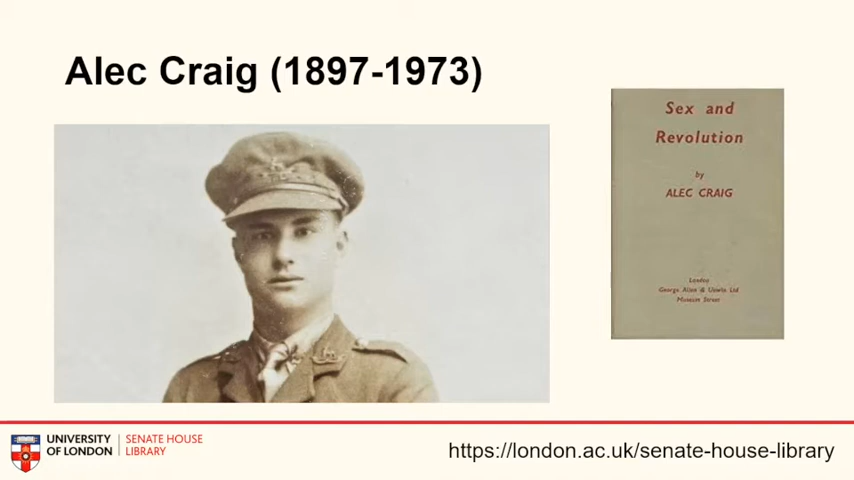 Alec Craig (1897-1973)
Sex and
Revolution
by
ALEC CRAIG
London
George Allen & Unwin Ltd
Museum Street
UNIVERSITY
OF LONDON
SENATE HOUSE
LIBRARY
https://london.ac.uk/senate-house-library